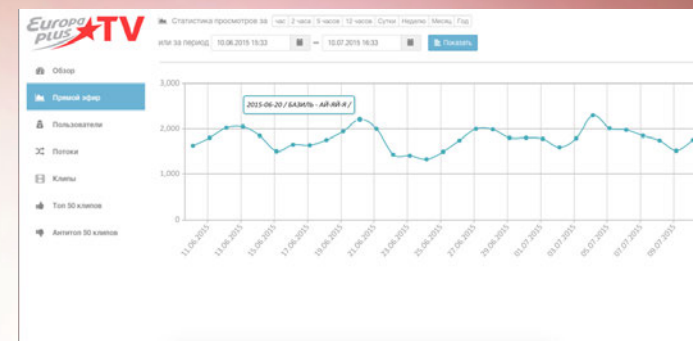 Europa
plus TV
Статистика просмотров за час 2 часа 5 часов 12 часов Сутки Неделю Месяц Год
или за период 10.06.2015 15:33 — 10.07.2015 16:33 Показать
Обзор
Прямой эфир
Пользователи
Потоки
Клипы
Топ 50 клипов
Антитоп 50 клипов
3,000
2015-06-20 / БАЗИЛЬ - АЙ-ЯЙ-Я /
2,000
1,000
0
11.06.2015 13.06.2015 15.06.2015 17.06.2015 19.06.2015 21.06.2015 23.06.2015 25.06.2015 27.06.2015 29.06.2015 01.07.2015 03.07.2015 05.07.2015 07.07.2015 09.07.2015